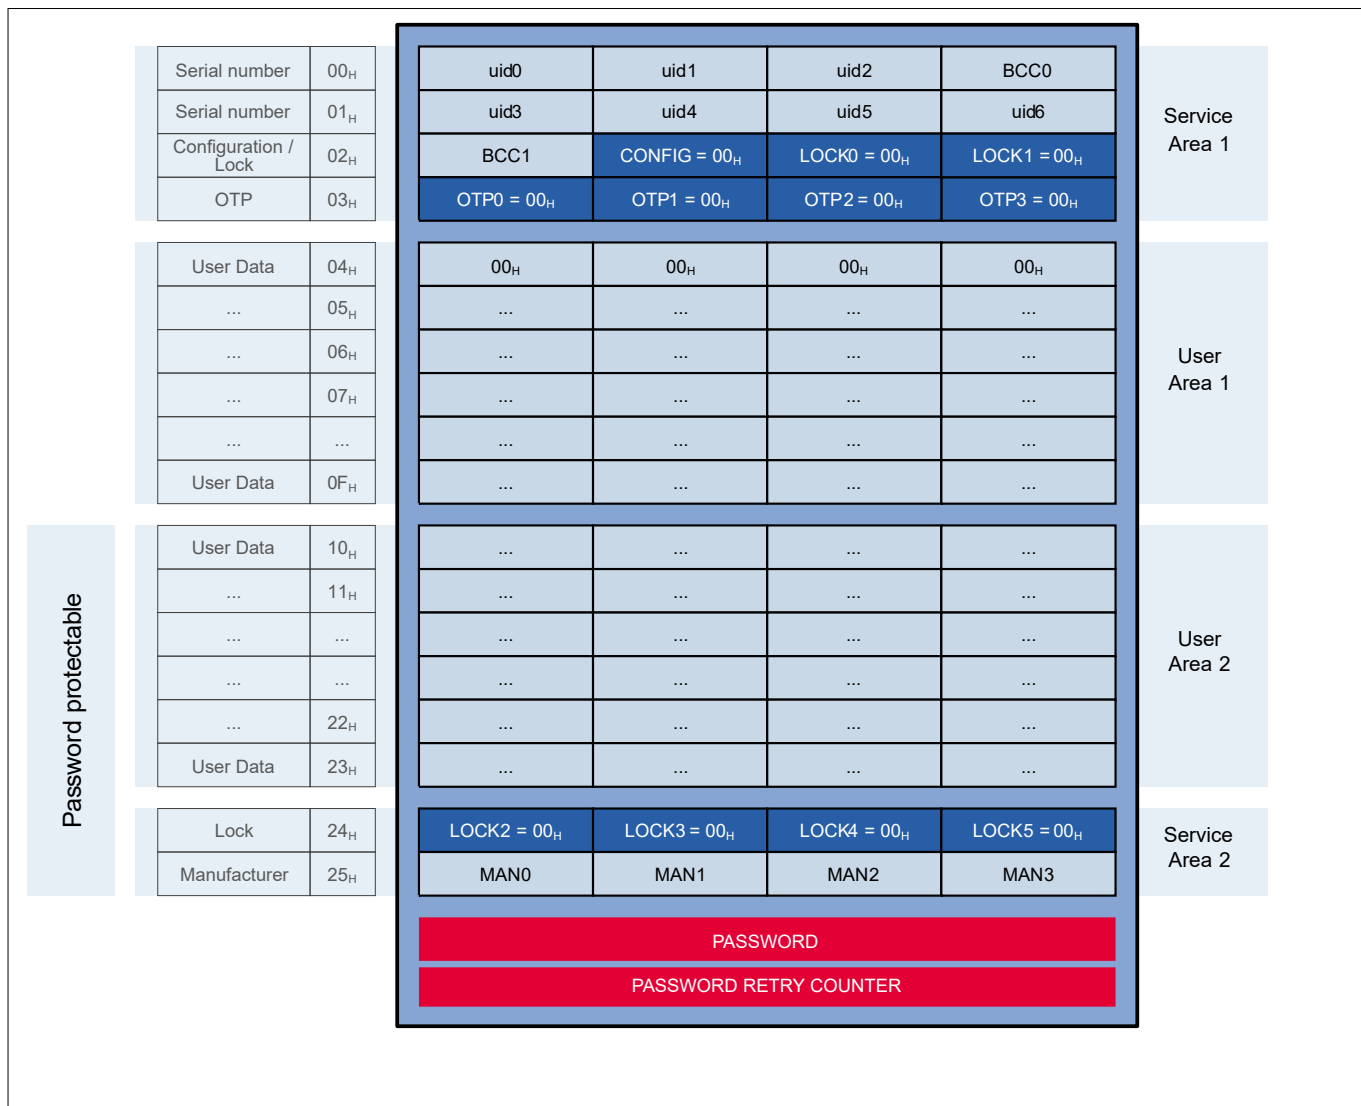 Serial number 00H uid0 uid1 uid2 BCC0
Serial number 01H uid3 uid4 uid5 uid6
Service
Area 1
Configuration /
Lock 02H BCC1 CONFIG = 00H LOCK0 = 00H LOCK1 = 00H
OTP 03H OTP0 = 00H OTP1 = 00H OTP2 = 00H OTP3 = 00H
User Data 04H 00H 00H 00H 00H
... 05H ... ... ... ...
... 06H ... ... ... ...
User
Area 1
... 07H ... ... ... ...
... ... ... ... ... ...
User Data 0FH ... ... ... ...
Password protectable
User Data 10H ... ... ... ...
... 11H ... ... ... ...
... ... ... ... ... ...
User
Area 2
... ... ... ... ... ...
... 22H ... ... ... ...
User Data 23H ... ... ... ...
Lock 24H LOCK2 = 00H LOCK3 = 00H LOCK4 = 00H LOCK5 = 00H
Service
Area 2
Manufacturer 25H MAN0 MAN1 MAN2 MAN3
PASSWORD
PASSWORD RETRY COUNTER